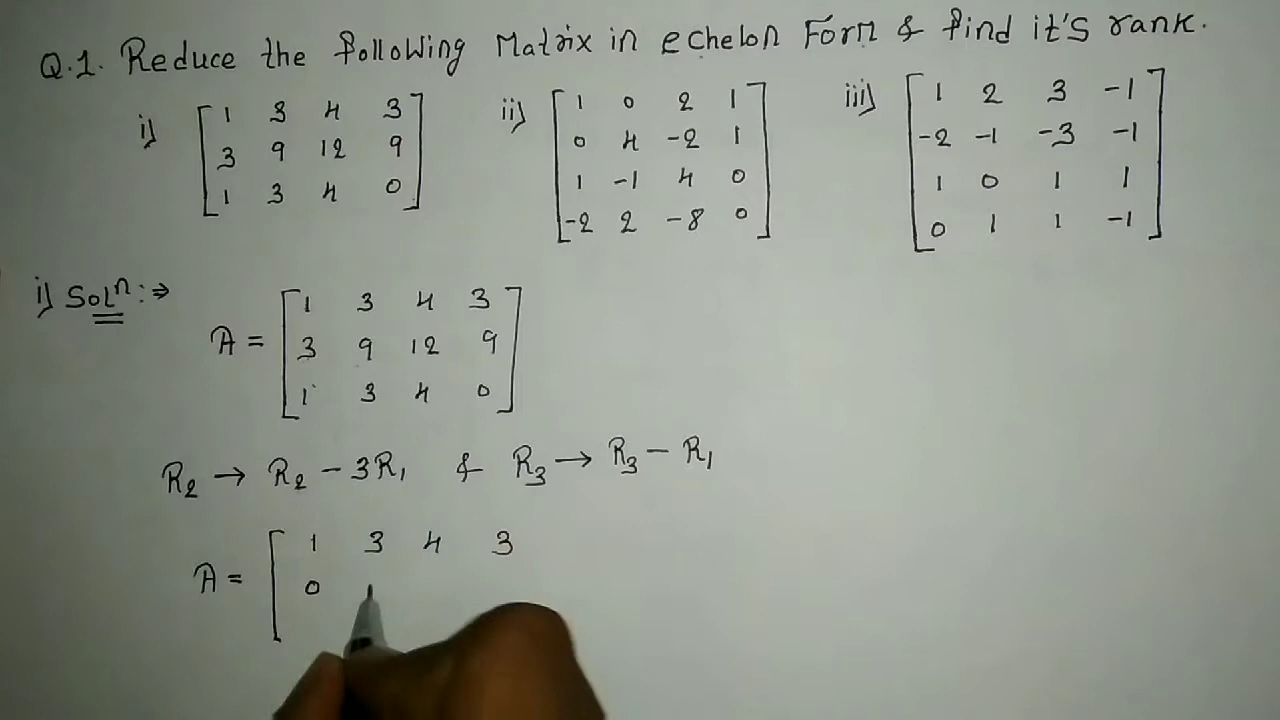 Q.1. Reduce the following Matrix in echelon Form & find it's rank.
i) [ 1 3 4 3 ] ii) [ 1 0 2 1 ] iii) [ 1 2 3 -1 ]
[ 3 9 12 9 ] [ 0 4 -2 1 ] [ -2 -1 -3 -1 ]
[ 1 3 4 0 ] [ 1 -1 4 0 ] [ 1 0 1 1 ]
[ -2 2 -8 0 ] [ 0 1 1 -1 ]
i) Solⁿ :⇒
A = [ 1 3 4 3 ]
[ 3 9 12 9 ]
[ 1 3 4 0 ]
R₂ → R₂ - 3R₁ & R₃ → R₃ - R₁
A = [ 1 3 4 3
0